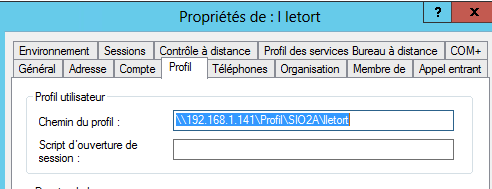 Propriétés de : l letort
? x
Environnement Sessions Contrôle à distance Profil des services Bureau à distance COM+
Général Adresse Compte Profil Téléphones Organisation Membre de Appel entrant
Profil utilisateur
Chemin du profil : \\192.168.1.141\Profil\SIO2A\lletort
Script d'ouverture de
session :